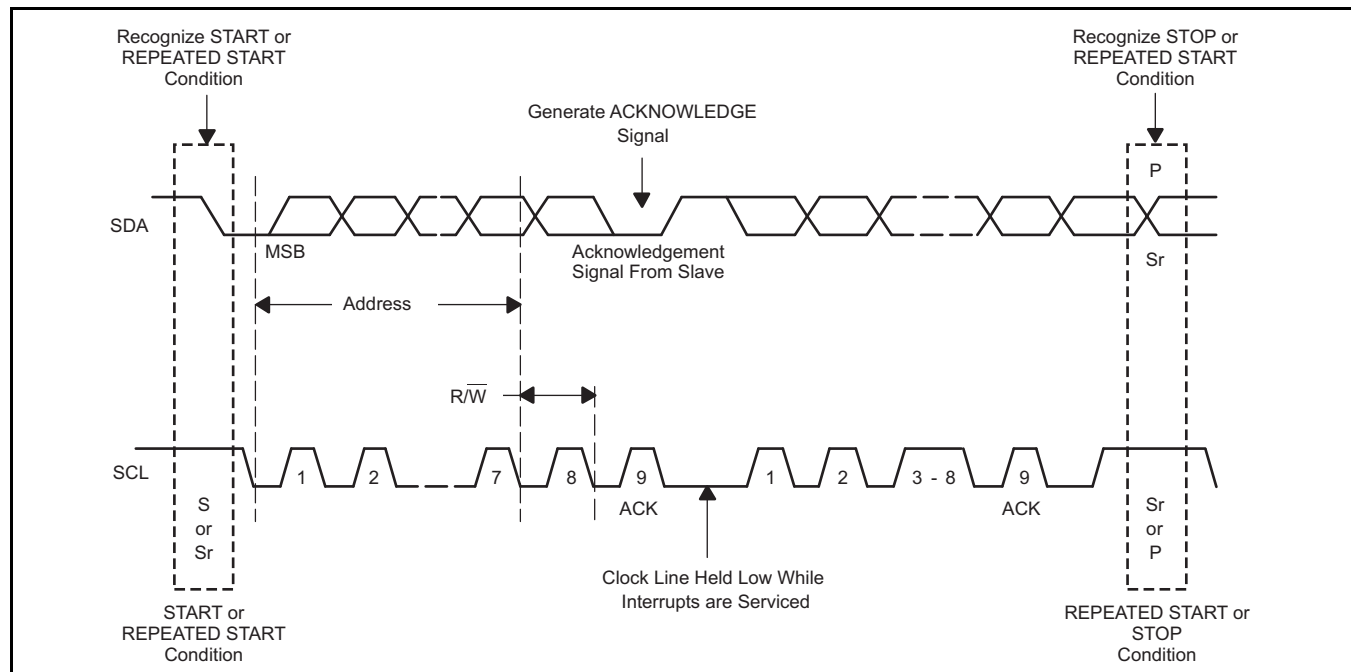 Recognize START or
REPEATED START
Condition
Recognize STOP or
REPEATED START
Condition
Generate ACKNOWLEDGE
Signal
P
SDA
MSB
Acknowledgement
Signal From Slave
Sr
Address
R/W̅
SCL
1
2
7
8
9
1
2
3 - 8
9
ACK
ACK
S
or
Sr
Sr
or
P
Clock Line Held Low While
Interrupts are Serviced
START or
REPEATED START
Condition
REPEATED START or
STOP
Condition